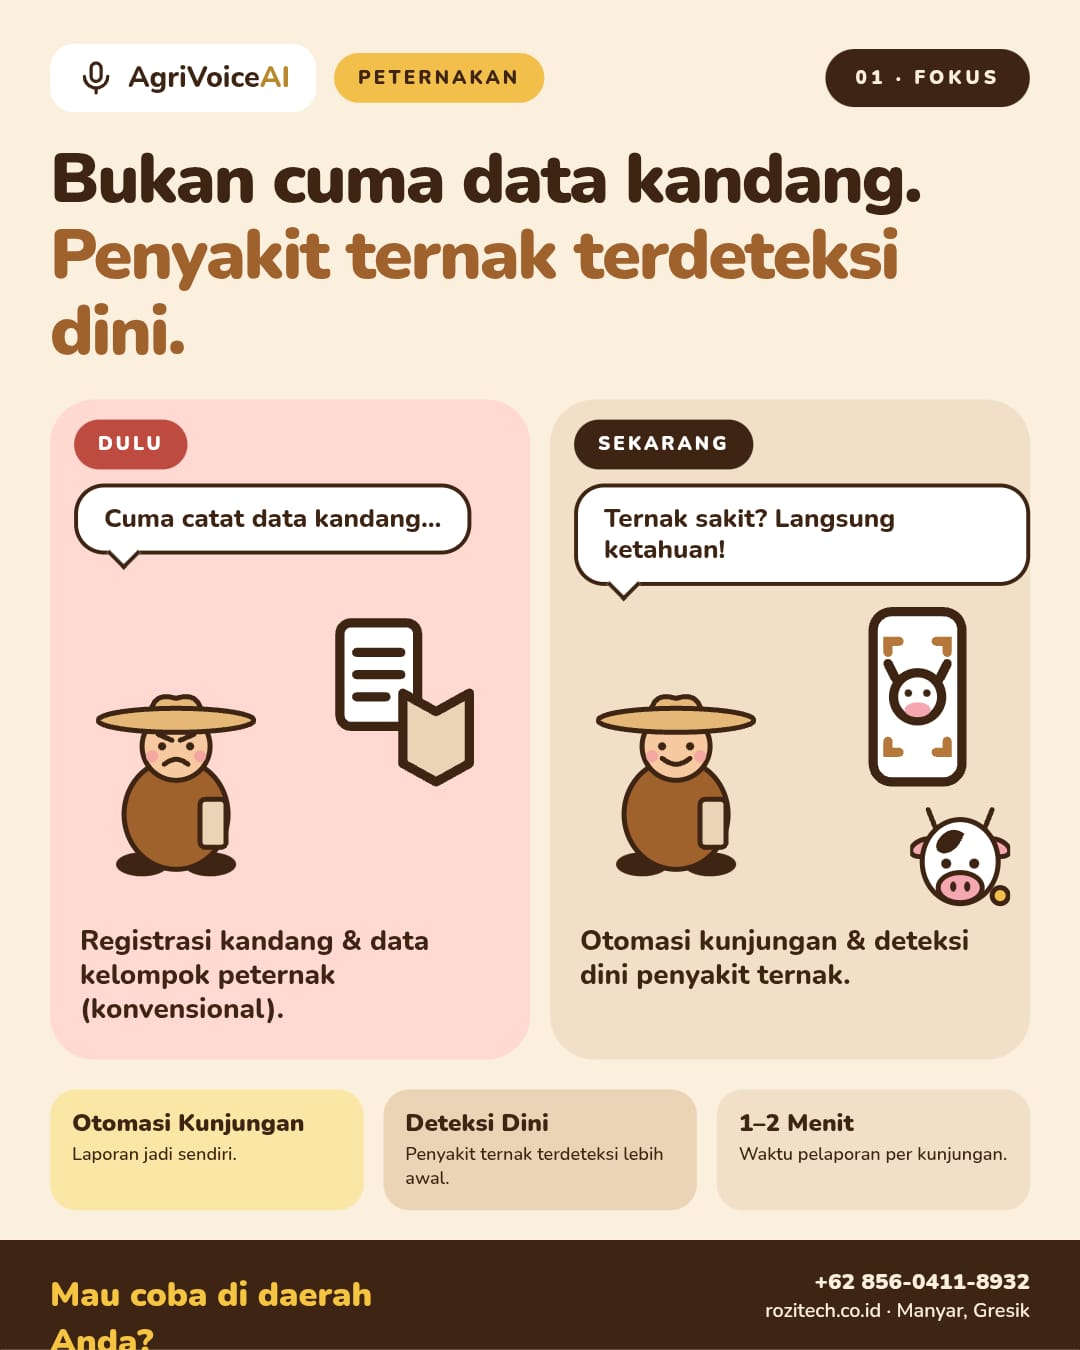 AgriVoiceAI
PETERNAKAN
01 · FOKUS
Bukan cuma data kandang.
Penyakit ternak terdeteksi
dini.
DULU
Cuma catat data kandang...
Registrasi kandang & data
kelompok peternak
(konvensional).
SEKARANG
Ternak sakit? Langsung
ketahuan!
Otomasi kunjungan & deteksi
dini penyakit ternak.
Otomasi Kunjungan
Laporan jadi sendiri.
Deteksi Dini
Penyakit ternak terdeteksi lebih
awal.
1–2 Menit
Waktu pelaporan per kunjungan.
Mau coba di daerah
Anda?
+62 856-0411-8932
rozitech.co.id · Manyar, Gresik